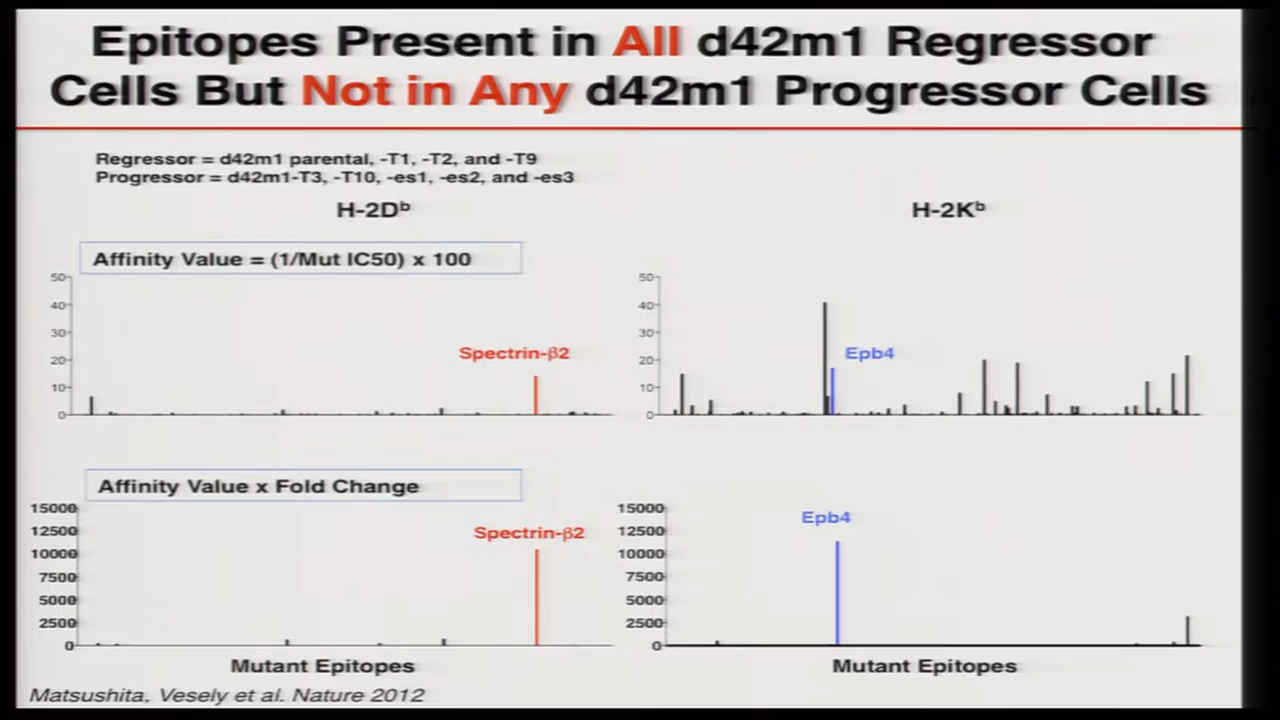 Epitopes Present in All d42m1 Regressor
Cells But Not in Any d42m1 Progressor Cells
Regressor = d42m1 parental, -T1, -T2, and -T9
Progressor = d42m1-T3, -T10, -es1, -es2, and -es3
H-2Dᵇ
H-2Kᵇ
Affinity Value = (1/Mut IC50) x 100
50
40
30
20
10
0
Spectrin-β2
50
40
30
20
10
0
Epb4
Affinity Value x Fold Change
15000
12500
10000
7500
5000
2500
0
Spectrin-β2
15000
12500
10000
7500
5000
2500
0
Epb4
Mutant Epitopes
Mutant Epitopes
Matsushita, Vesely et al. Nature 2012